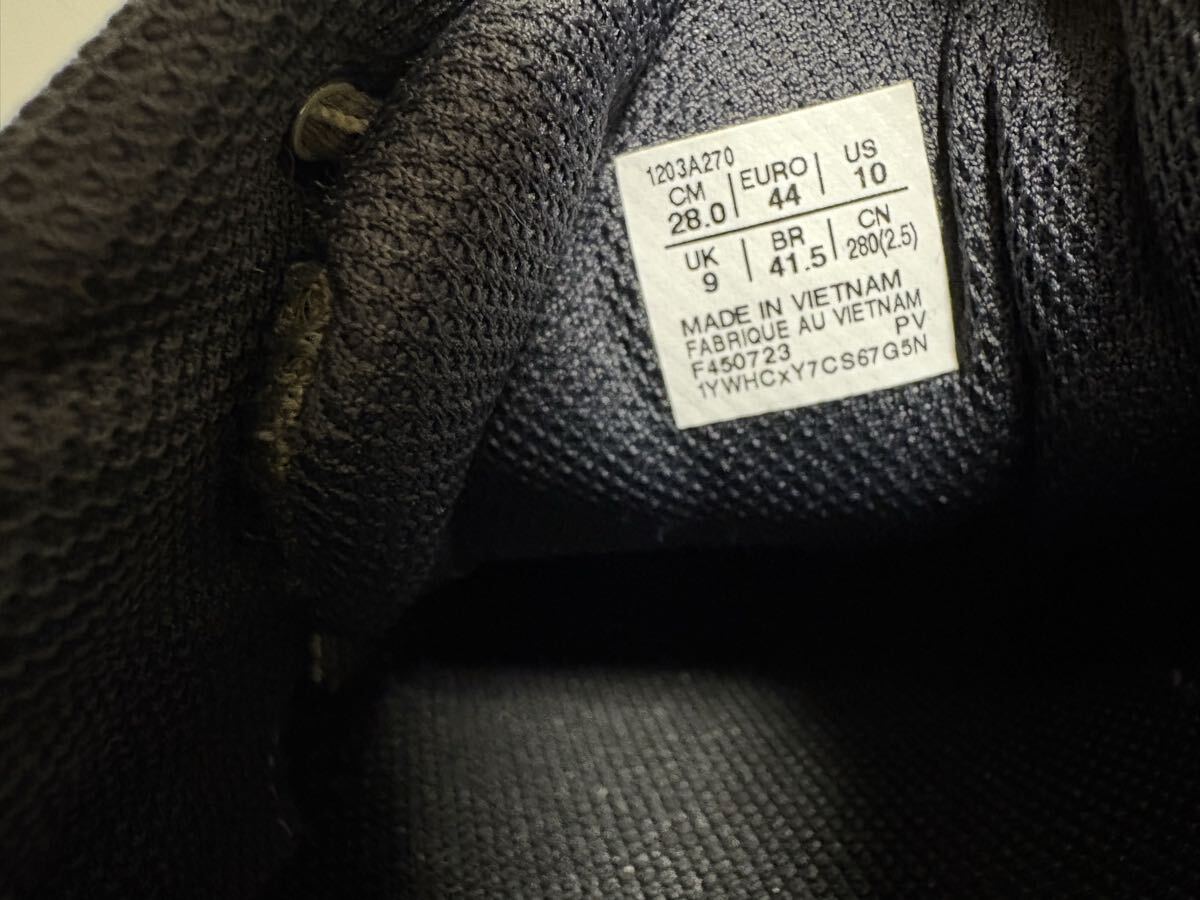 1203A270
CM | EURO | US
28.0 | 44 | 10
UK | BR | CN
9 | 41.5 | 280(2.5)
MADE IN VIETNAM
FABRIQUE AU VIETNAM
F450723 PV
1YWHCxY7CS67G5N